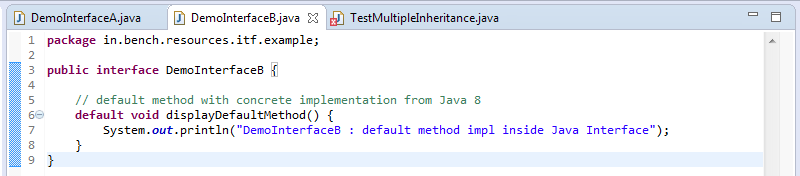 DemoInterfaceA.java DemoInterfaceB.java TestMultipleInheritance.java
1 package in.bench.resources.itf.example;
2
3 public interface DemoInterfaceB {
4
5 // default method with concrete implementation from Java 8
6 default void displayDefaultMethod() {
7 System.out.println("DemoInterfaceB : default method impl inside Java Interface");
8 }
9 }